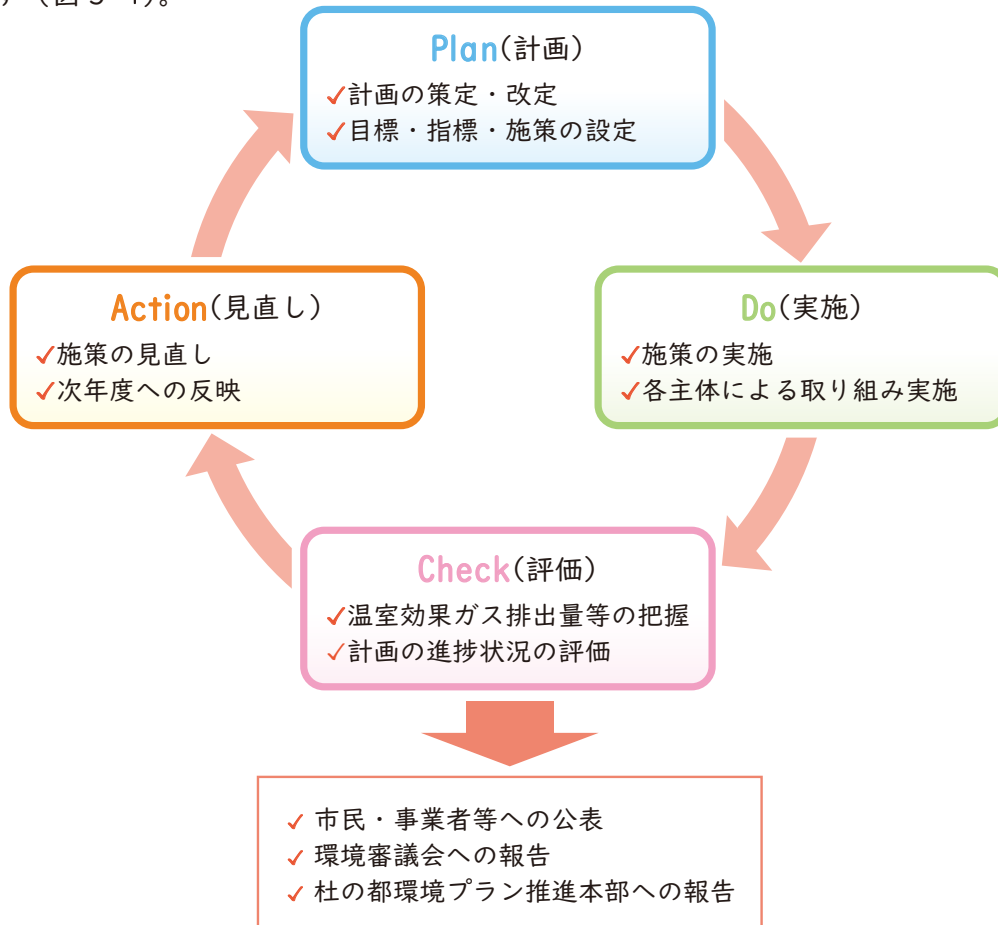 (図5-1)。
Plan(計画)
✓計画の策定・改定
✓目標・指標・施策の設定
Action(見直し)
✓施策の見直し
✓次年度への反映
Do(実施)
✓施策の実施
✓各主体による取り組み実施
Check(評価)
✓温室効果ガス排出量等の把握
✓計画の進捗状況の評価
✓ 市民・事業者等への公表
✓ 環境審議会への報告
✓ 杜の都環境プラン推進本部への報告